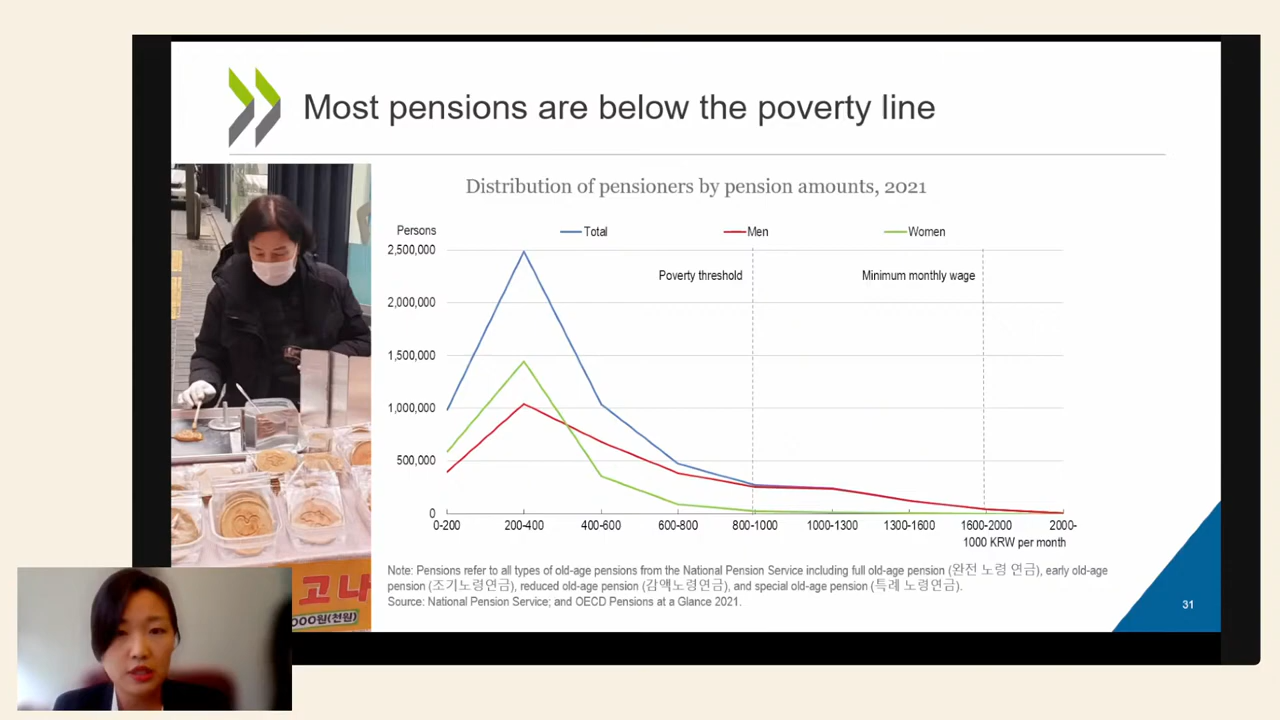 Most pensions are below the poverty line
Distribution of pensioners by pension amounts, 2021
Persons
Total
Men
Women
2,500,000
2,000,000
1,500,000
1,000,000
500,000
0
Poverty threshold
Minimum monthly wage
0-200
200-400
400-600
600-800
800-1000
1000-1300
1300-1600
1600-2000
2000-
1000 KRW per month
Note: Pensions refer to all types of old-age pensions from the National Pension Service including full old-age pension (완전 노령 연금), early old-age
pension (조기노령연금), reduced old-age pension (감액노령연금), and special old-age pension (특례 노령연금).
Source: National Pension Service; and OECD Pensions at a Glance 2021.
31
고나
000원(천원)